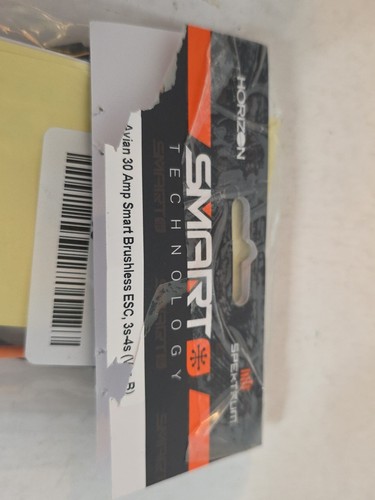 HORIZON
SPEKTRUM
SMART
TECHNOLOGY
Avian 30 Amp Smart Brushless ESC, 3s-4s